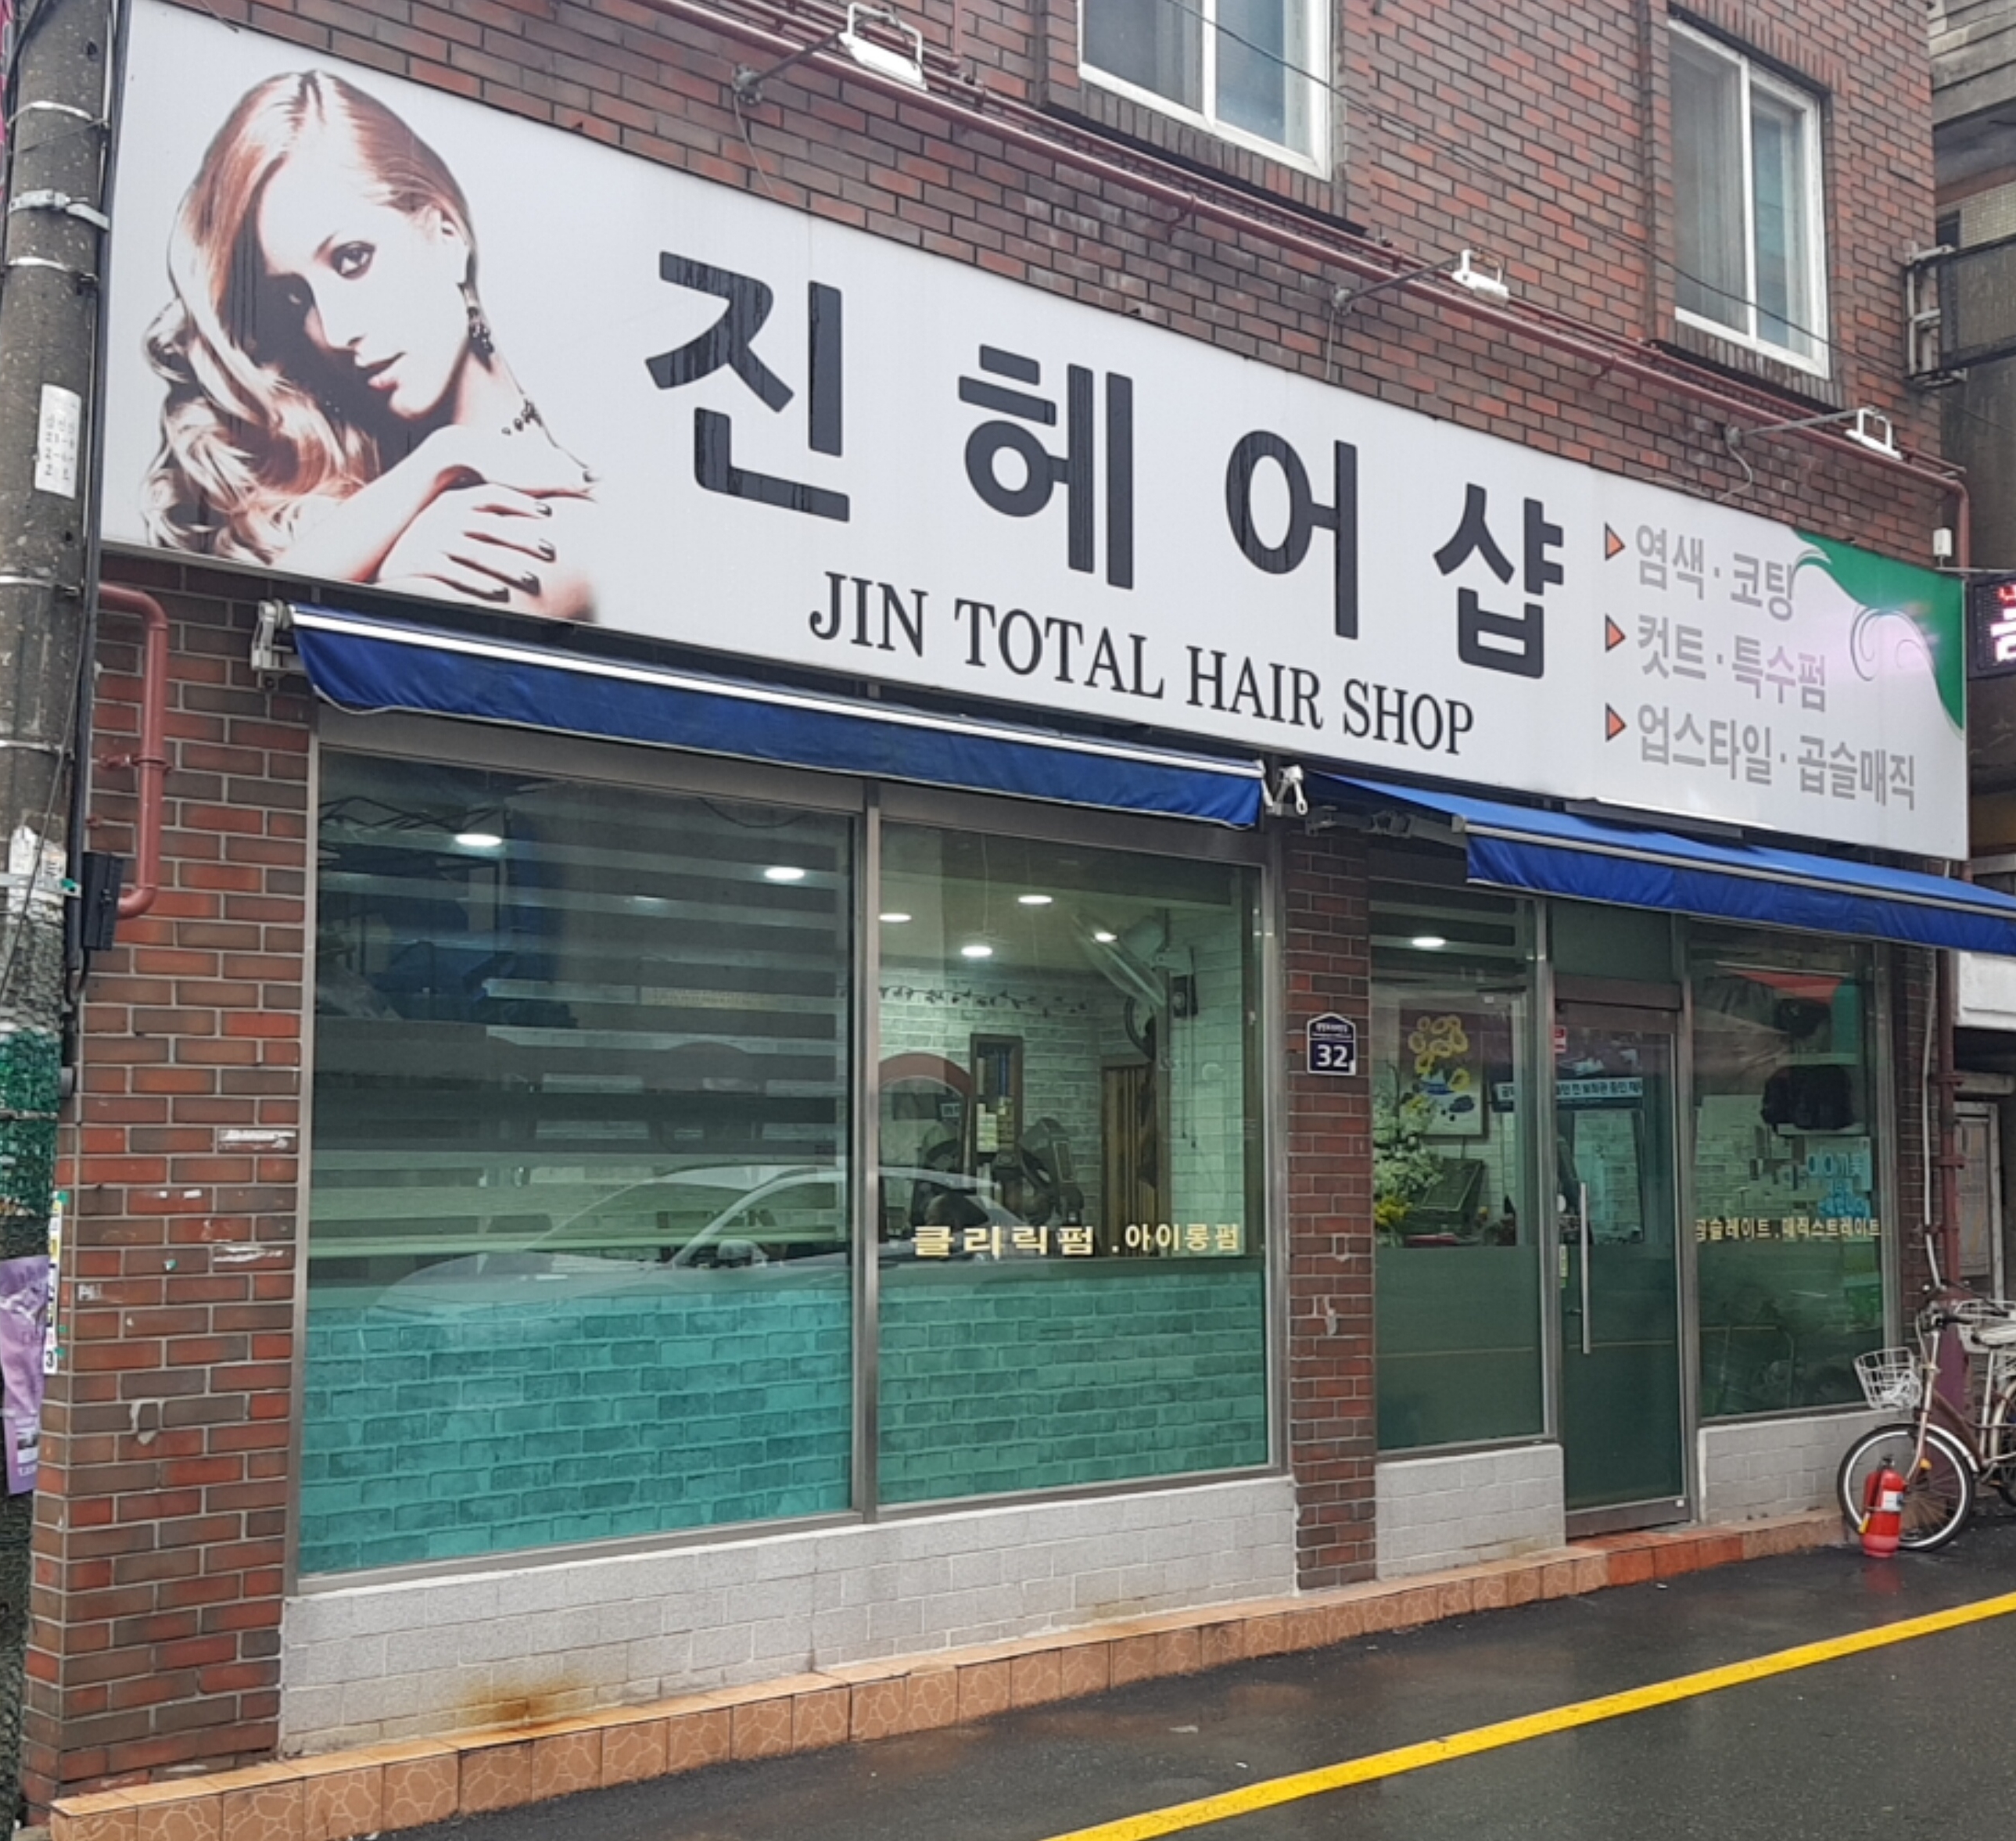 진헤어샵
JIN TOTAL HAIR SHOP
염색·코팅
컷트·특수펌
업스타일·곱슬매직
32
클리릭펌.아이롱펌
곱슬레이트.매직스트레이트